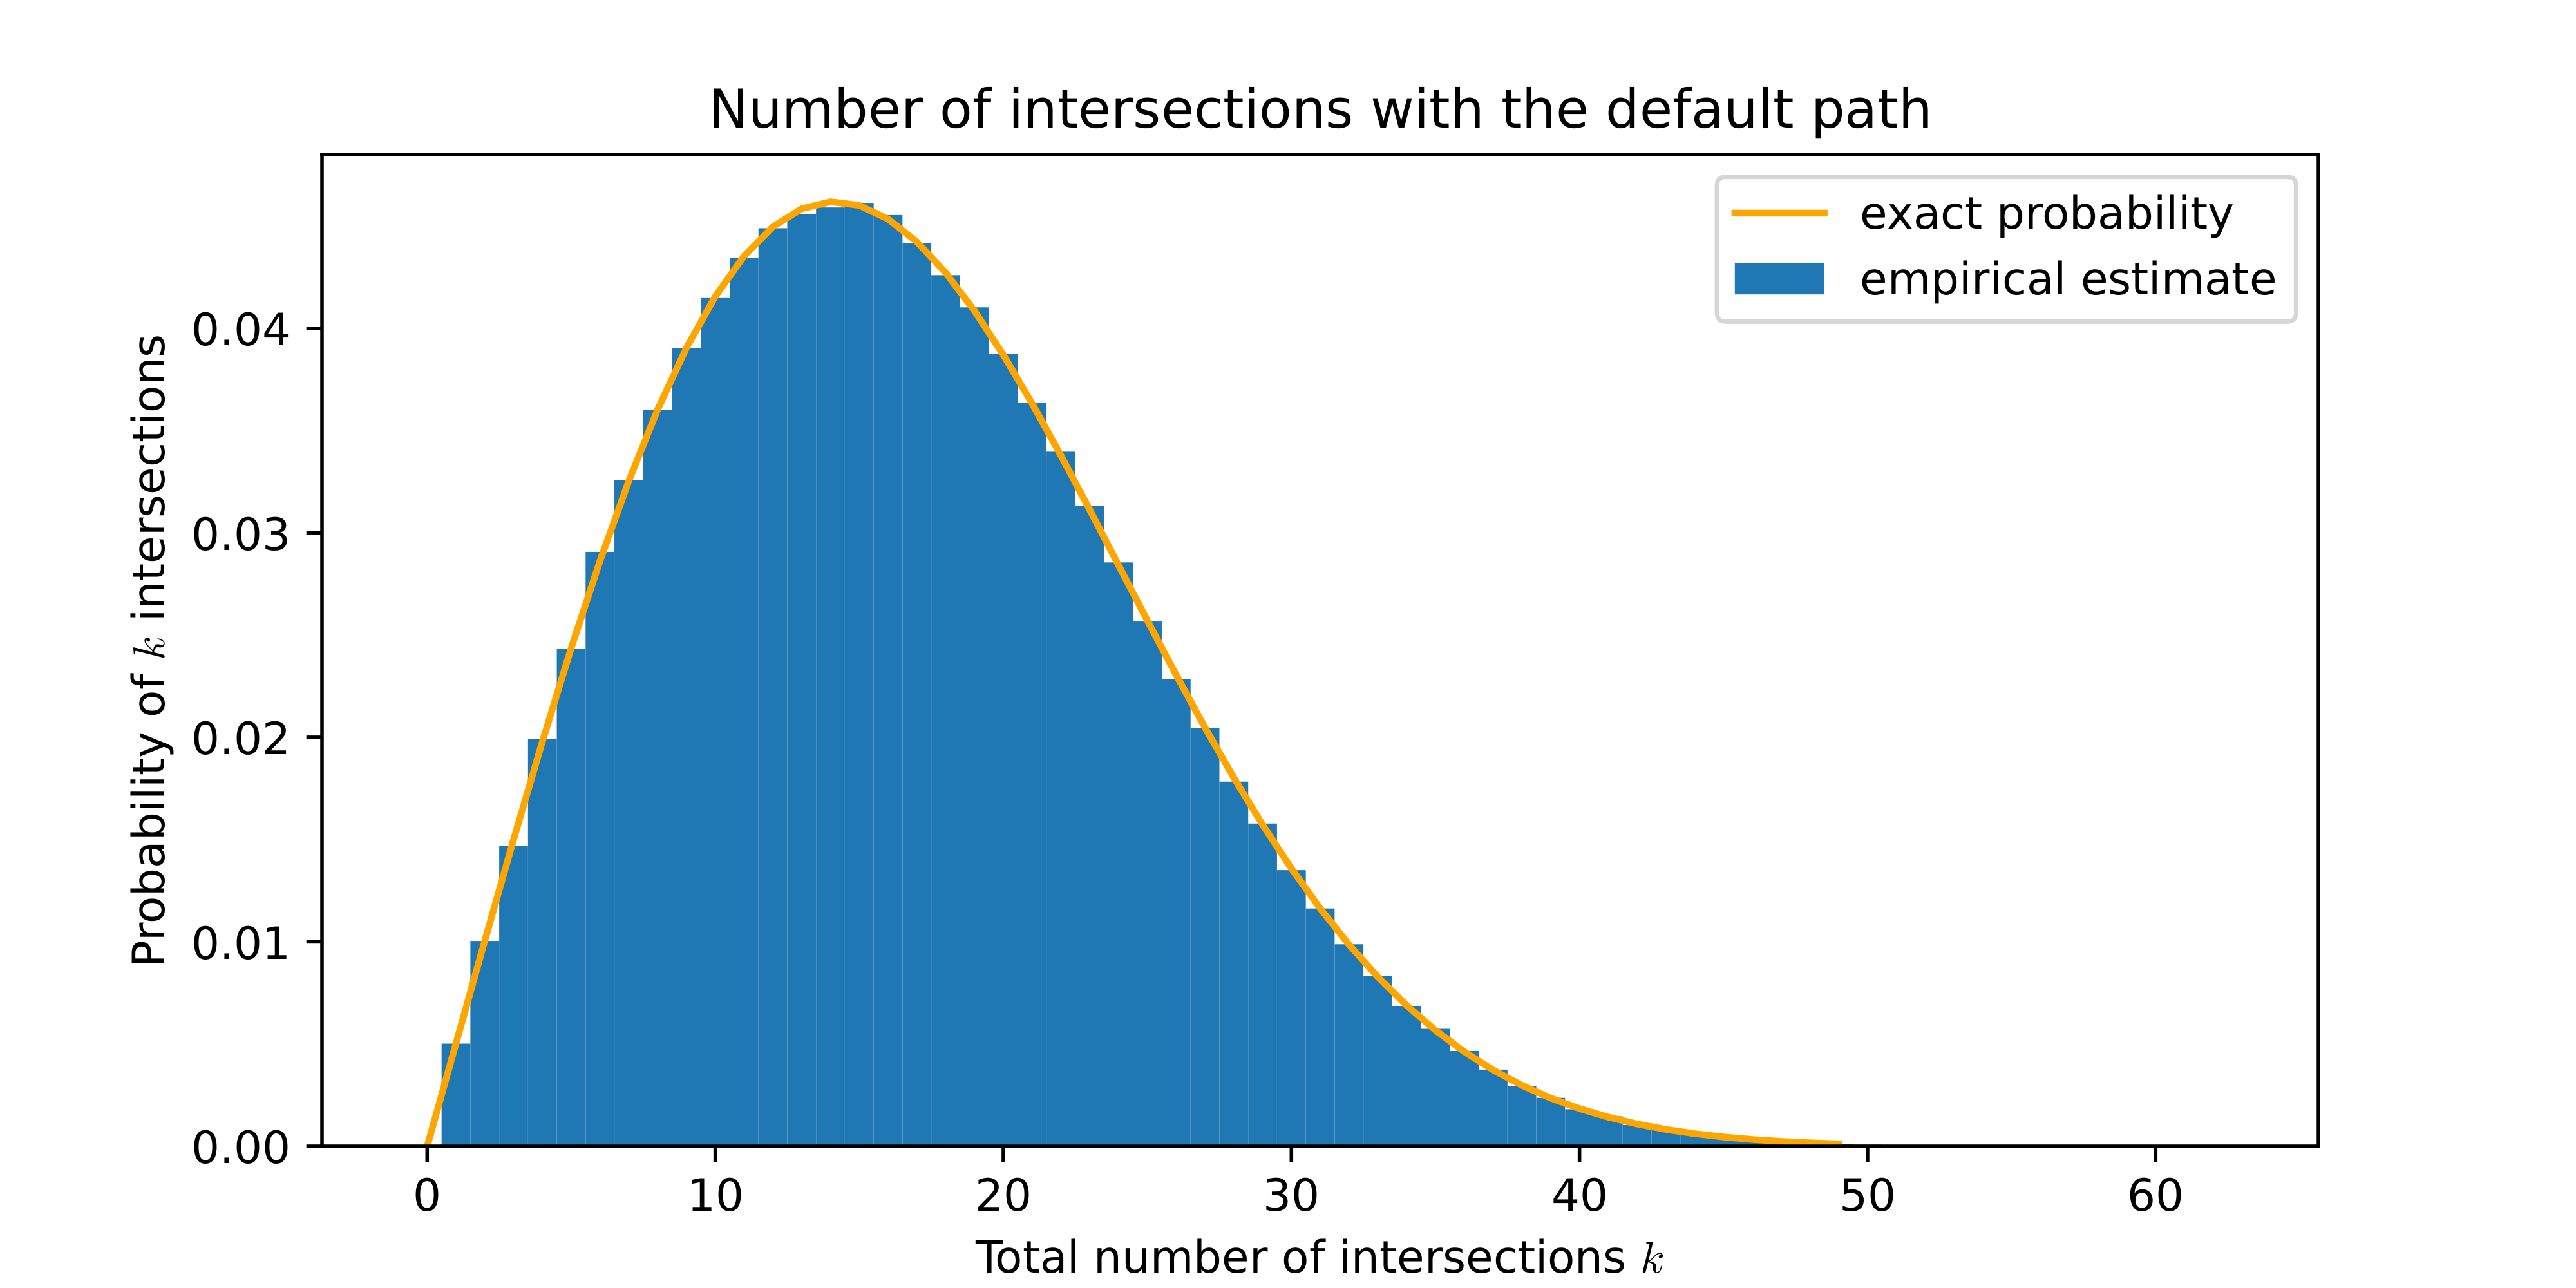 Number of intersections with the default path
exact probability
empirical estimate
Probability of k intersections
0.04
0.03
0.02
0.01
0.00
0 10 20 30 40 50 60
Total number of intersections k